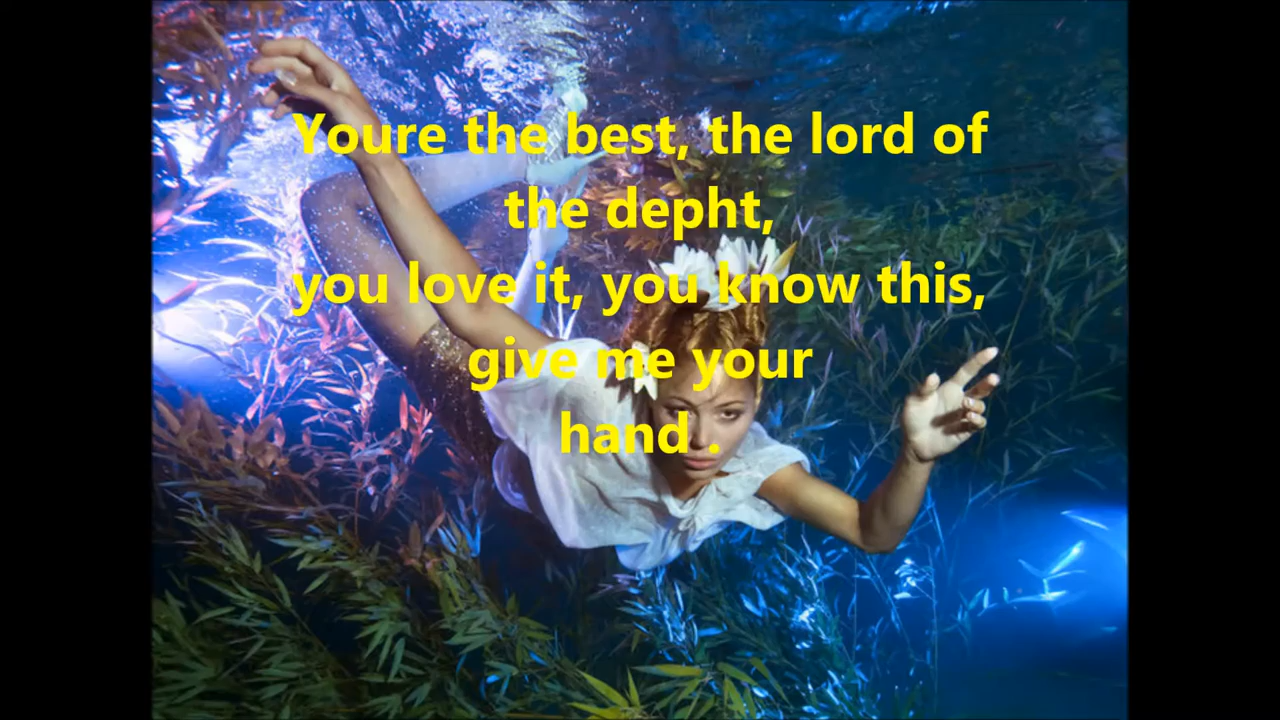 Youre the best, the lord of
the depht,
you love it, you know this,
give me your
hand .